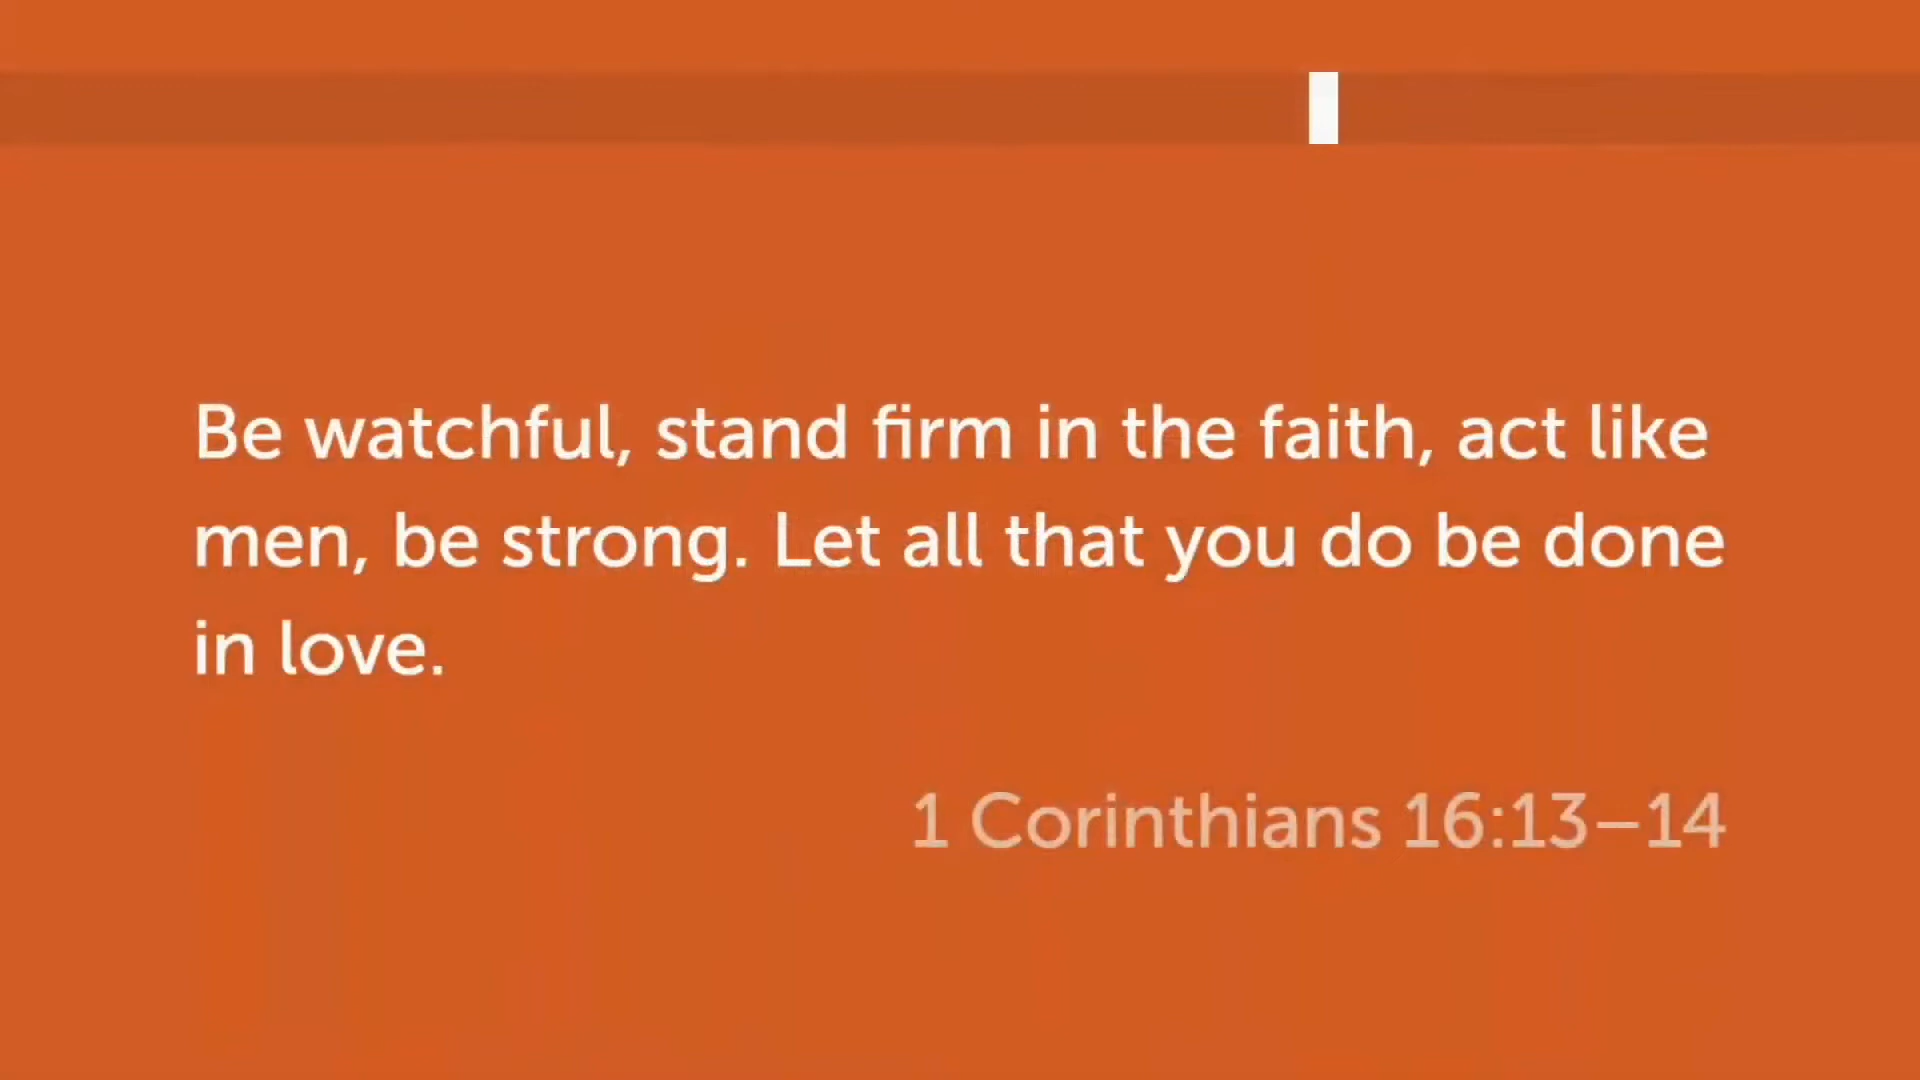 Be watchful, stand firm in the faith, act like
men, be strong. Let all that you do be done
in love.
1 Corinthians 16:13–14